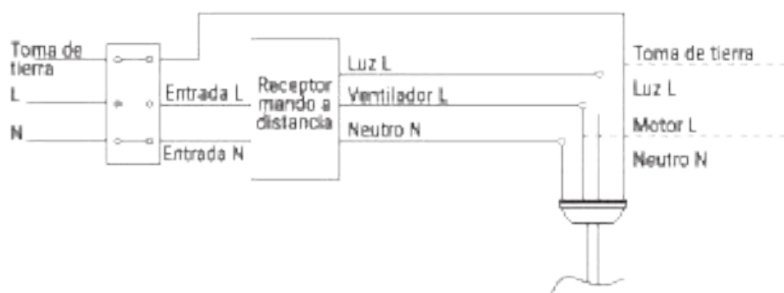 Toma de
tierra
L
N
Entrada L
Entrada N
Receptor
mando a
distancia
Luz L
Ventilador L
Neutro N
Toma de tierra
Luz L
Motor L
Neutro N